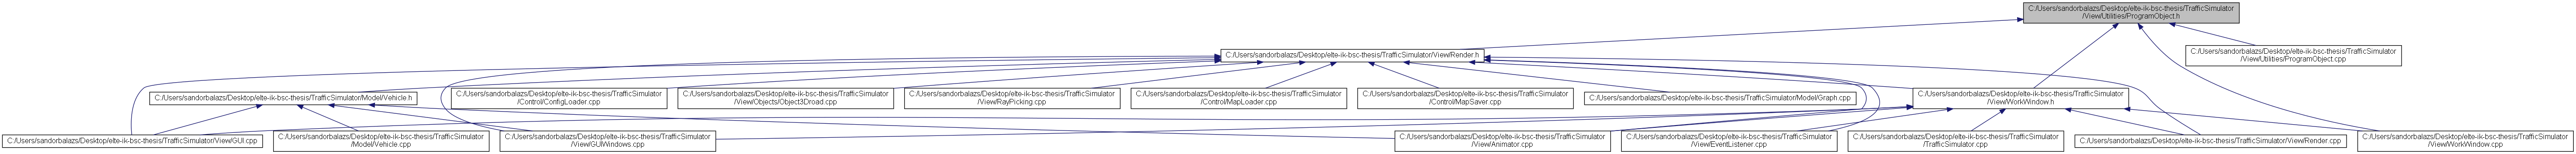 C:/Users/sandorbalazs/Desktop/elte-ik-bsc-thesis/TrafficSimulator
/View/Utilities/ProgramObject.h
C:/Users/sandorbalazs/Desktop/elte-ik-bsc-thesis/TrafficSimulator/View/Render.h
C:/Users/sandorbalazs/Desktop/elte-ik-bsc-thesis/TrafficSimulator
/View/Utilities/ProgramObject.cpp
C:/Users/sandorbalazs/Desktop/elte-ik-bsc-thesis/TrafficSimulator/Model/Vehicle.h
C:/Users/sandorbalazs/Desktop/elte-ik-bsc-thesis/TrafficSimulator
/Control/ConfigLoader.cpp
C:/Users/sandorbalazs/Desktop/elte-ik-bsc-thesis/TrafficSimulator
/View/Objects/Object3Droad.cpp
C:/Users/sandorbalazs/Desktop/elte-ik-bsc-thesis/TrafficSimulator
/View/RayPicking.cpp
C:/Users/sandorbalazs/Desktop/elte-ik-bsc-thesis/TrafficSimulator
/Control/MapLoader.cpp
C:/Users/sandorbalazs/Desktop/elte-ik-bsc-thesis/TrafficSimulator
/Control/MapSaver.cpp
C:/Users/sandorbalazs/Desktop/elte-ik-bsc-thesis/TrafficSimulator/Model/Graph.cpp
C:/Users/sandorbalazs/Desktop/elte-ik-bsc-thesis/TrafficSimulator
/View/WorkWindow.h
C:/Users/sandorbalazs/Desktop/elte-ik-bsc-thesis/TrafficSimulator/View/GUI.cpp
C:/Users/sandorbalazs/Desktop/elte-ik-bsc-thesis/TrafficSimulator
/Model/Vehicle.cpp
C:/Users/sandorbalazs/Desktop/elte-ik-bsc-thesis/TrafficSimulator
/View/GUIWindows.cpp
C:/Users/sandorbalazs/Desktop/elte-ik-bsc-thesis/TrafficSimulator
/View/Animator.cpp
C:/Users/sandorbalazs/Desktop/elte-ik-bsc-thesis/TrafficSimulator
/View/EventListener.cpp
C:/Users/sandorbalazs/Desktop/elte-ik-bsc-thesis/TrafficSimulator
/TrafficSimulator.cpp
C:/Users/sandorbalazs/Desktop/elte-ik-bsc-thesis/TrafficSimulator/View/Render.cpp
C:/Users/sandorbalazs/Desktop/elte-ik-bsc-thesis/TrafficSimulator
/View/WorkWindow.cpp